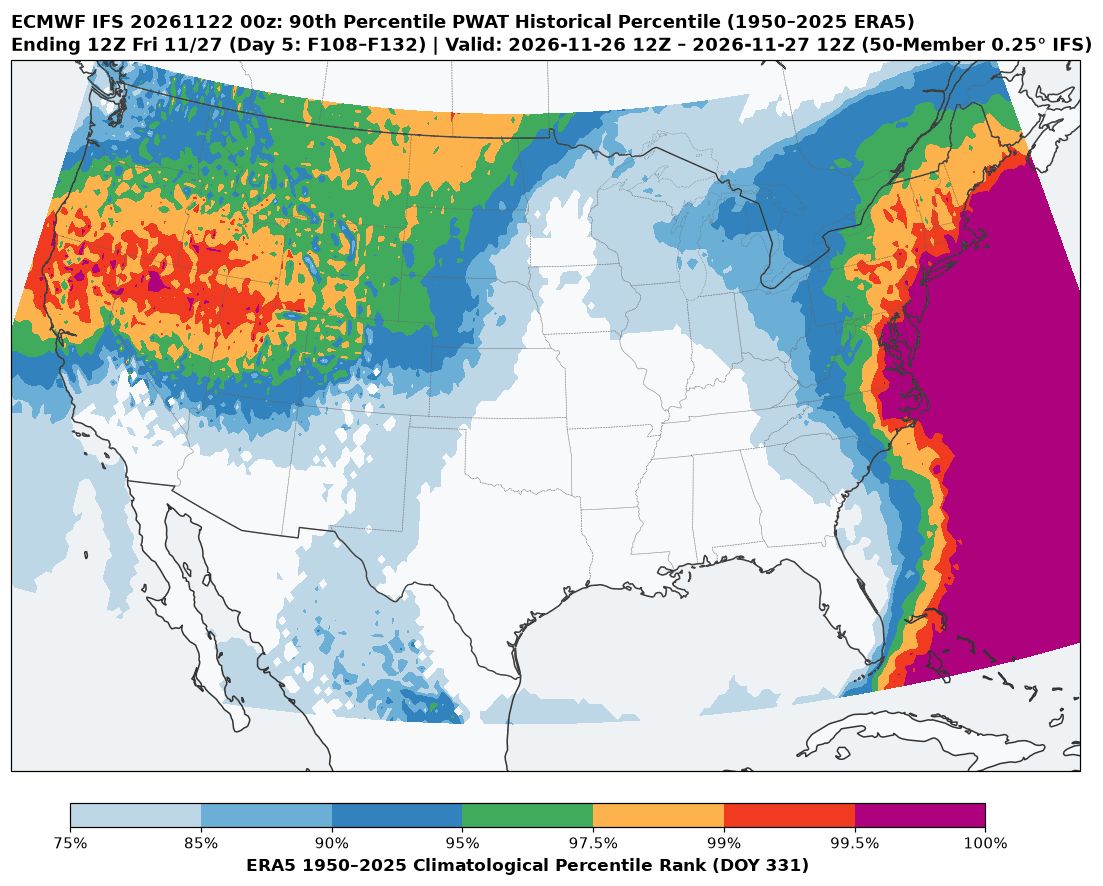 ECMWF IFS 20261122 00z: 90th Percentile PWAT Historical Percentile (1950–2025 ERA5)
Ending 12Z Fri 11/27 (Day 5: F108–F132) | Valid: 2026-11-26 12Z – 2026-11-27 12Z (50-Member 0.25° IFS)
75% 85% 90% 95% 97.5% 99% 99.5% 100%
ERA5 1950–2025 Climatological Percentile Rank (DOY 331)